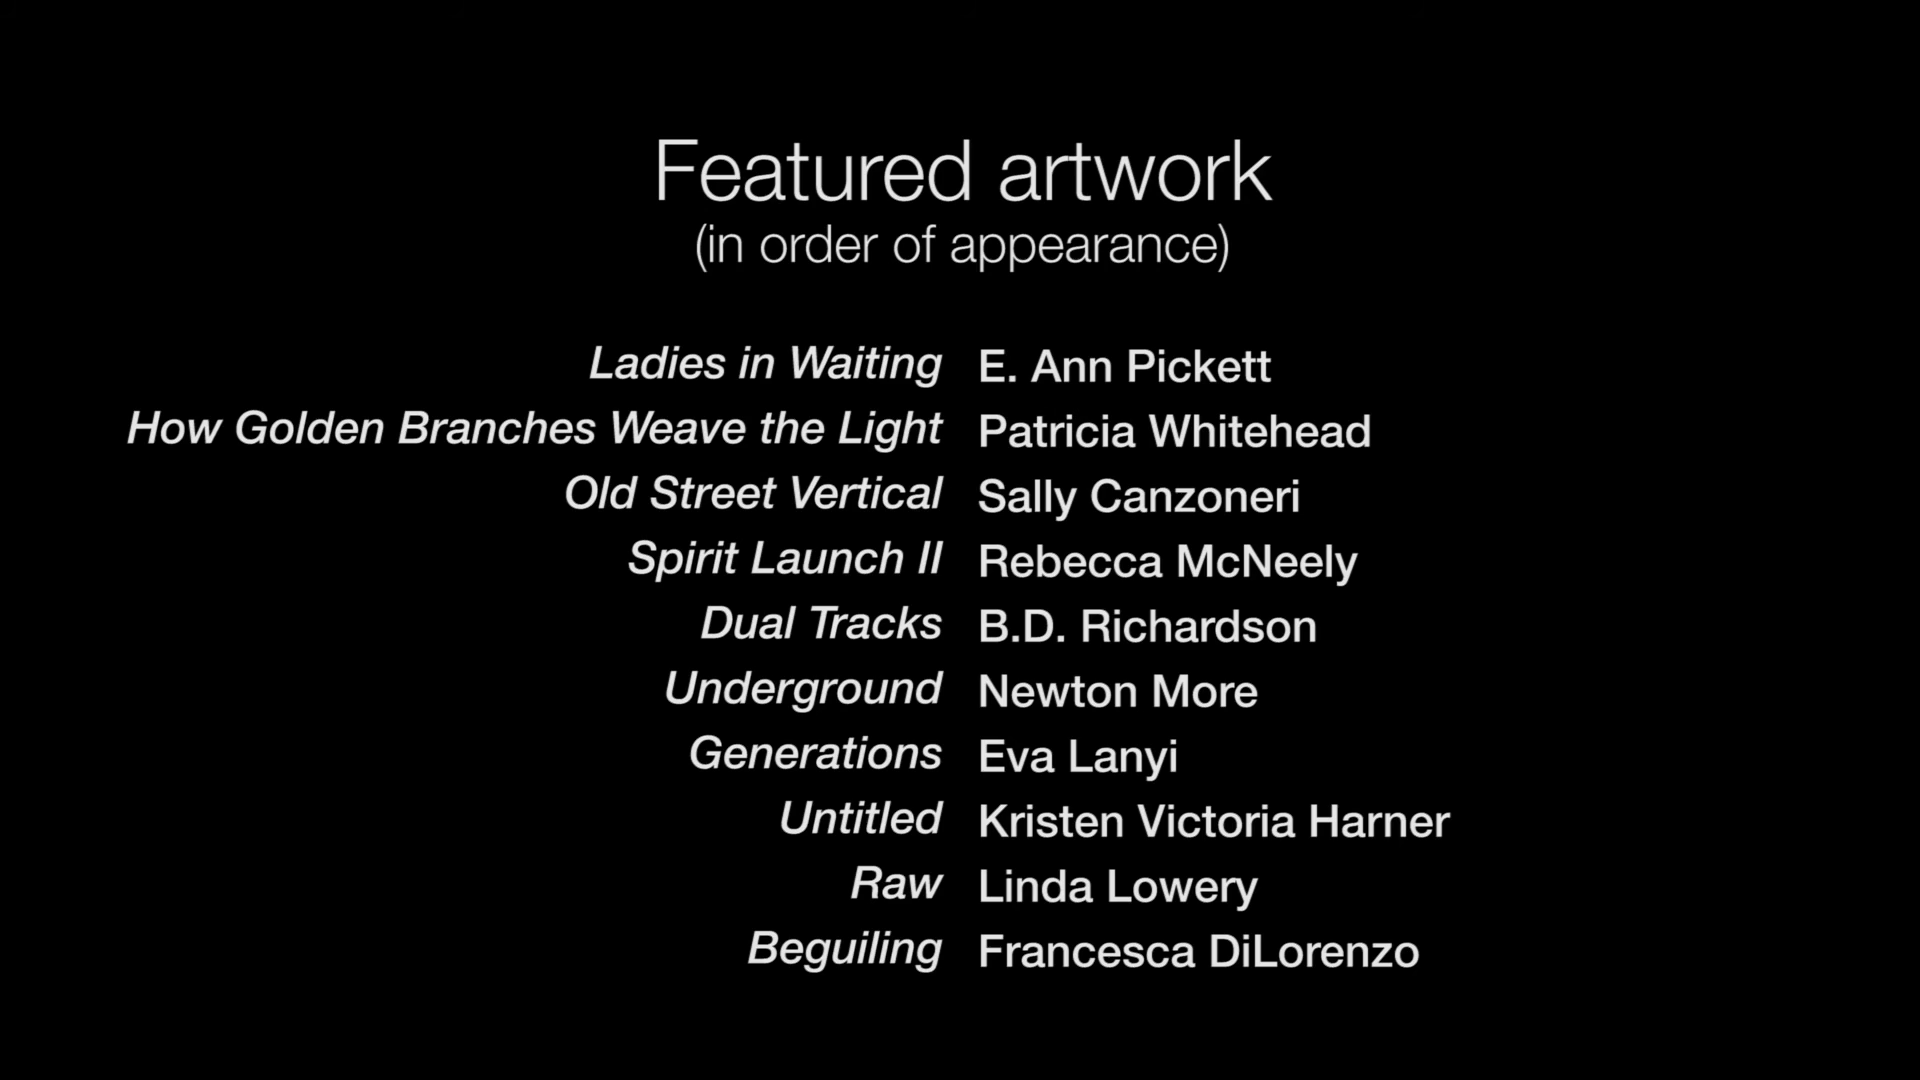 Featured artwork
(in order of appearance)
Ladies in Waiting E. Ann Pickett
How Golden Branches Weave the Light Patricia Whitehead
Old Street Vertical Sally Canzoneri
Spirit Launch II Rebecca McNeely
Dual Tracks B.D. Richardson
Underground Newton More
Generations Eva Lanyi
Untitled Kristen Victoria Harner
Raw Linda Lowery
Beguiling Francesca DiLorenzo